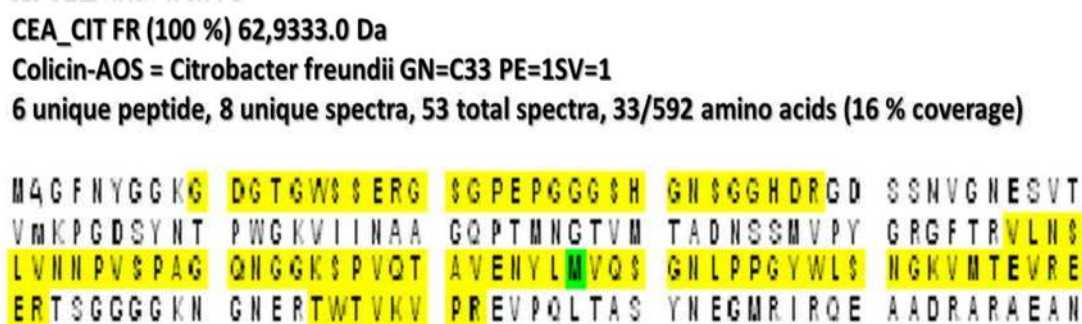 CEA_CIT FR (100 %) 62,9333.0 Da
Colicin-AOS = Citrobacter freundii GN=C33 PE=1SV=1
6 unique peptide, 8 unique spectra, 53 total spectra, 33/592 amino acids (16 % coverage)
MAGFNYGGKG DGTGWSSERG SGPEPGGGSH GNSGGHDRGD SSNVGNESVT
VmKPGDSYNT PWGKVIINAA GQPTMNGTVM TADNSSMVPY GRGFTRVLNS
LVNNPVSPAG QNGGKSPVQT AVENYLMVQS GNLPPGYWLS NGKVMTEVRE
ERTSGGGGKN GNERTWTVKV PREVPQLTAS YNEGMRIRQE AADRARAEAN